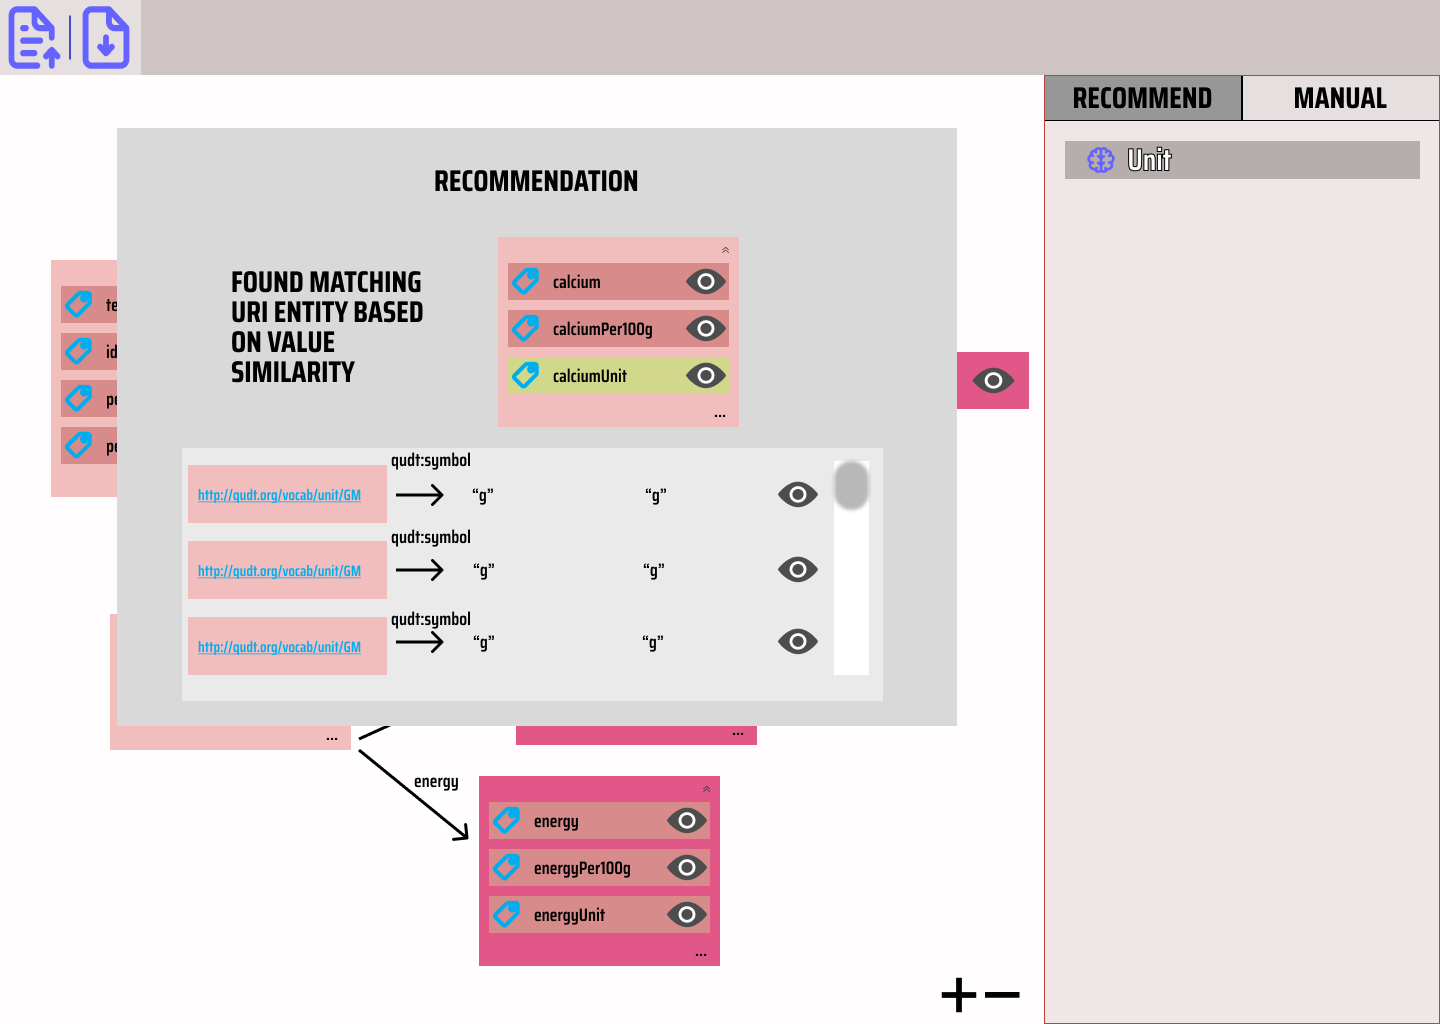 RECOMMEND
MANUAL
Unit
RECOMMENDATION
FOUND MATCHING
URI ENTITY BASED
ON VALUE
SIMILARITY
calcium
calciumPer100g
calciumUnit
...
te
id
pe
pe
qudt:symbol
http://qudt.org/vocab/unit/GM
“g”
“g”
qudt:symbol
http://qudt.org/vocab/unit/GM
“g”
“g”
qudt:symbol
http://qudt.org/vocab/unit/GM
“g”
“g”
...
...
energy
energy
energyPer100g
energyUnit
...